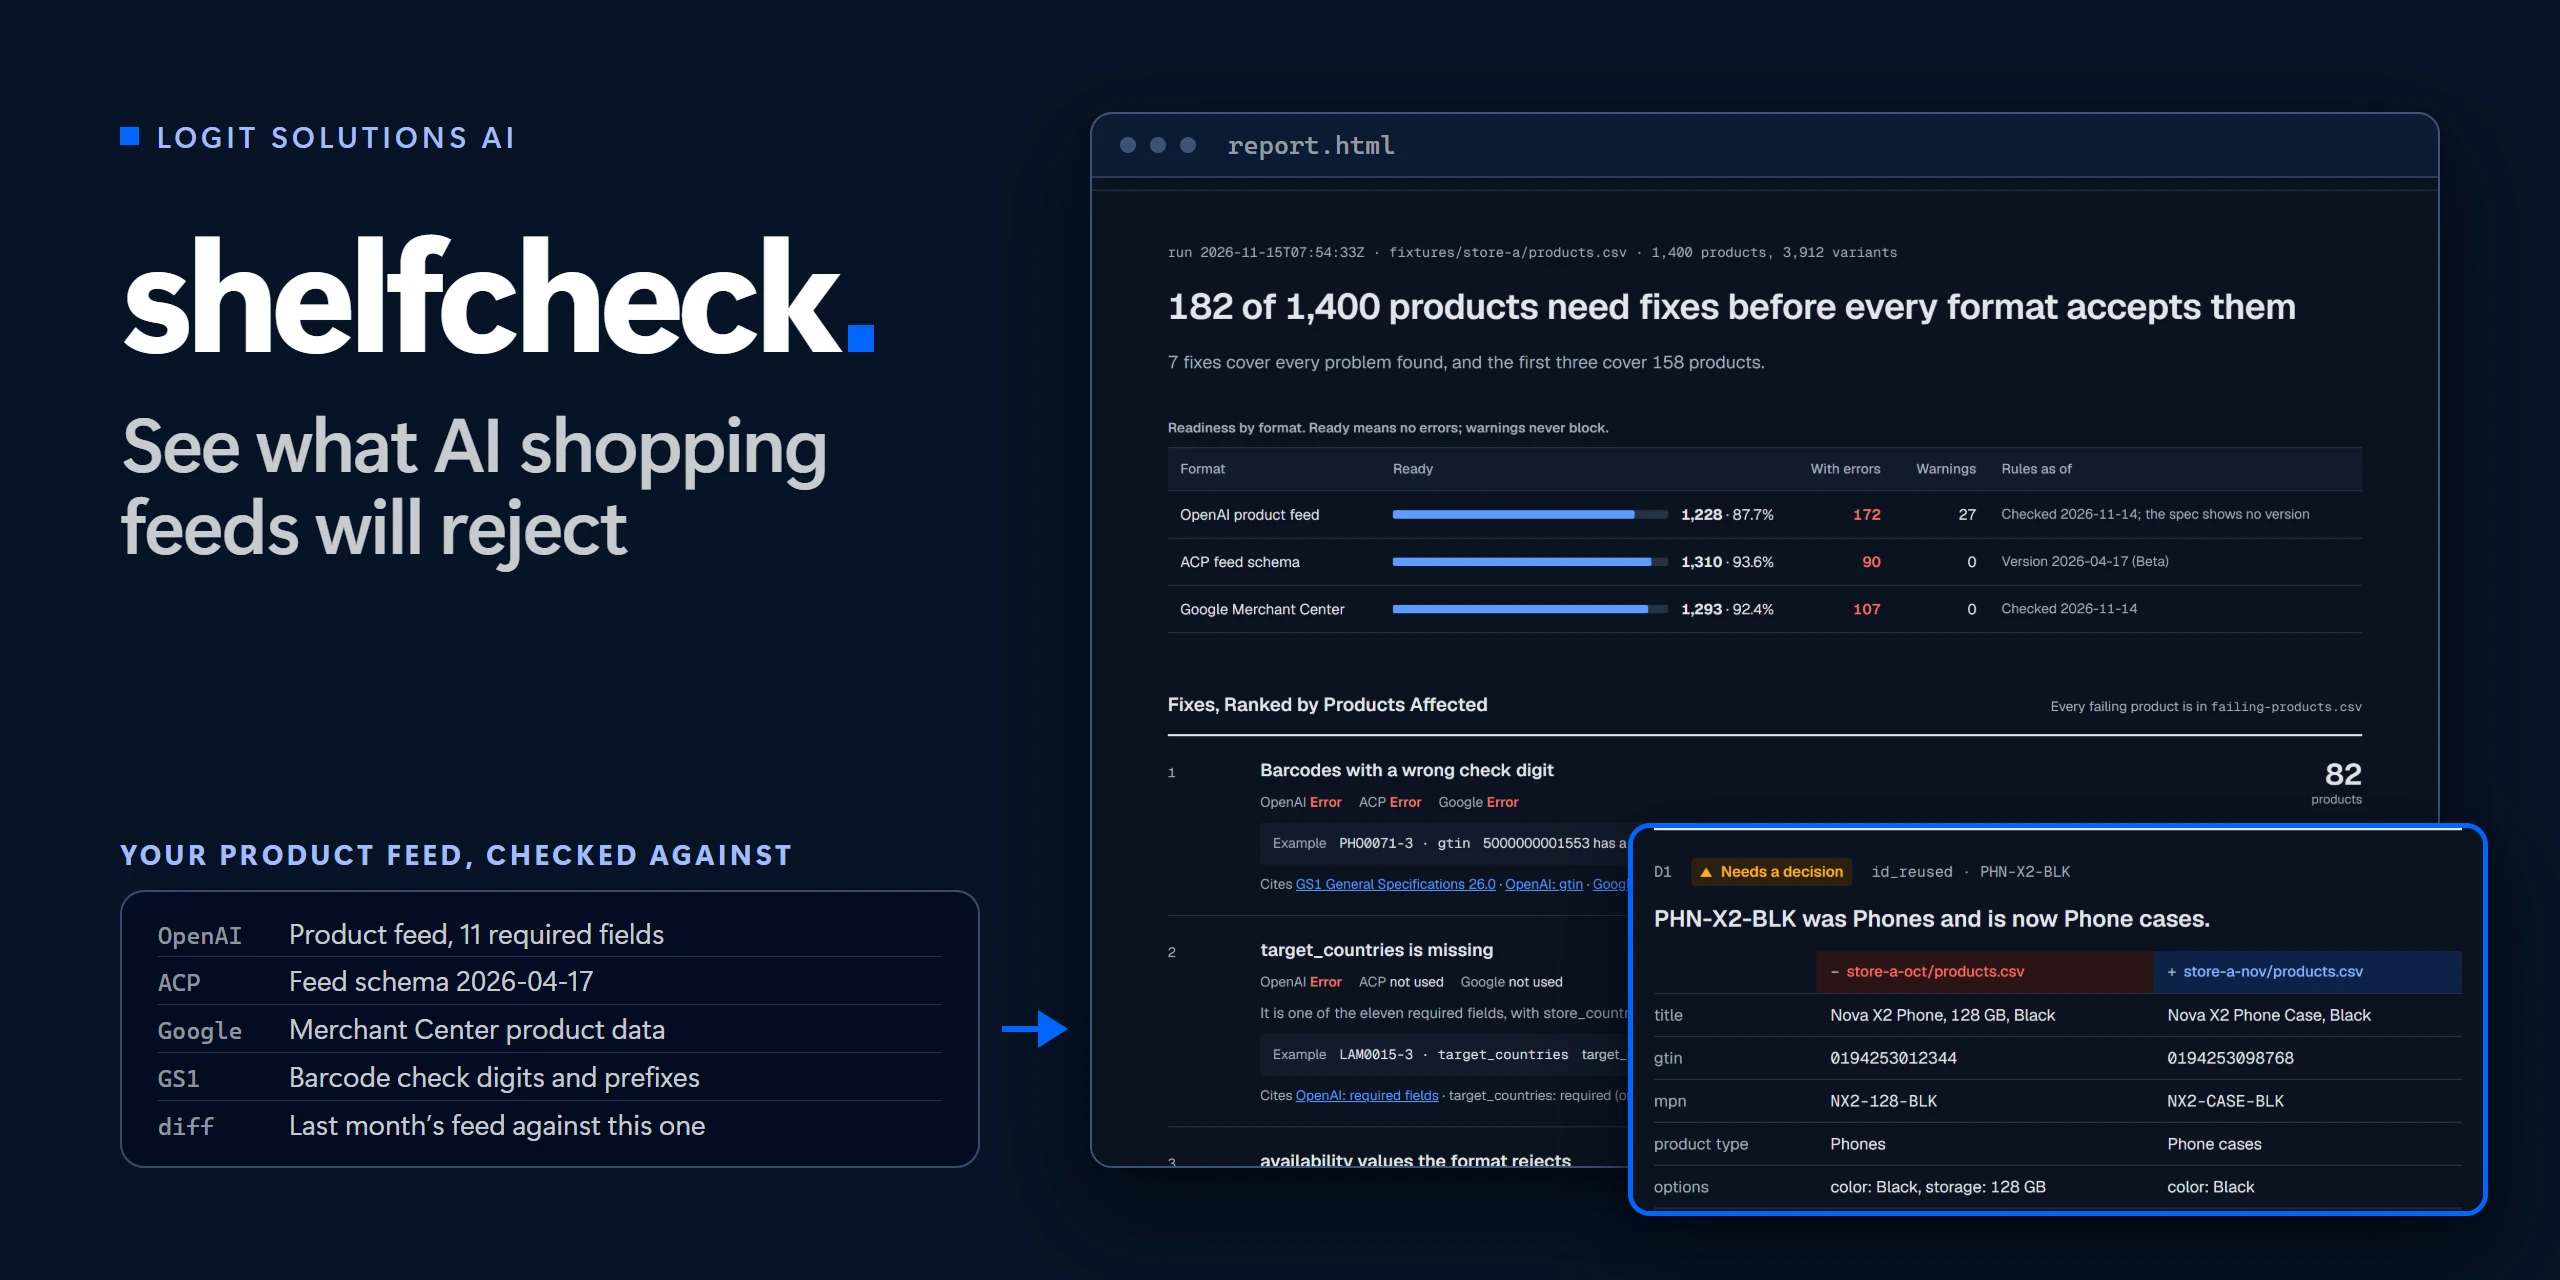 LOGIT SOLUTIONS AI
shelfcheck.
See what AI shopping
feeds will reject
YOUR PRODUCT FEED, CHECKED AGAINST
OpenAI Product feed, 11 required fields
ACP Feed schema 2026-04-17
Google Merchant Center product data
GS1 Barcode check digits and prefixes
diff Last month’s feed against this one
report.html
run 2026-11-15T07:54:33Z · fixtures/store-a/products.csv · 1,400 products, 3,912 variants
182 of 1,400 products need fixes before every format accepts them
7 fixes cover every problem found, and the first three cover 158 products.
Readiness by format. Ready means no errors; warnings never block.
Format Ready With errors Warnings Rules as of
OpenAI product feed 1,228 · 87.7% 172 27 Checked 2026-11-14; the spec shows no version
ACP feed schema 1,310 · 93.6% 90 0 Version 2026-04-17 (Beta)
Google Merchant Center 1,293 · 92.4% 107 0 Checked 2026-11-14
Fixes, Ranked by Products Affected Every failing product is in failing-products.csv
1 Barcodes with a wrong check digit 82
OpenAI Error ACP Error Google Error products
Example PHO0071-3 · gtin 5000000001553 has a
Cites GS1 General Specifications 26.0 · OpenAI: gtin ·
2 target_countries is missing
OpenAI Error ACP not used Google not used
It is one of the eleven required fields, with
Example LAM0015-3 · target_countries
Cites OpenAI: required fields · target_countries: required
3 availability values the format rejects
D1 ▲ Needs a decision id_reused · PHN-X2-BLK
PHN-X2-BLK was Phones and is now Phone cases.
− store-a-oct/products.csv + store-a-nov/products.csv
title Nova X2 Phone, 128 GB, Black Nova X2 Phone Case, Black
gtin 0194253012344 0194253098768
mpn NX2-128-BLK NX2-CASE-BLK
product type Phones Phone cases
options color: Black, storage: 128 GB color: Black